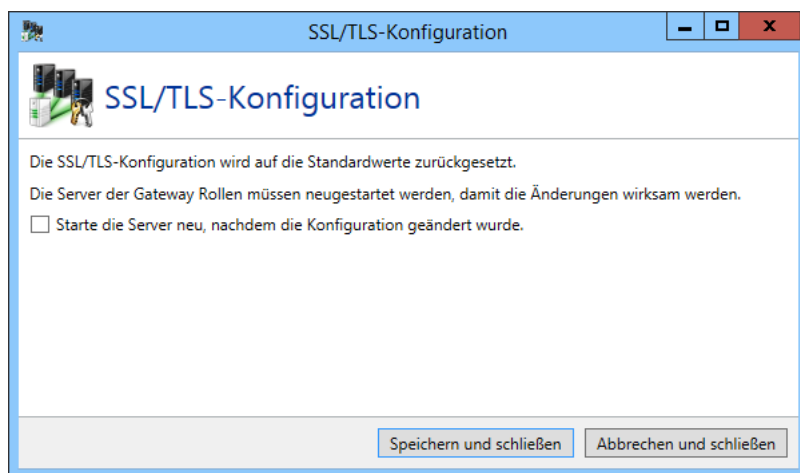 SSL/TLS-Konfiguration
SSL/TLS-Konfiguration
Die SSL/TLS-Konfiguration wird auf die Standardwerte zurückgesetzt.
Die Server der Gateway Rollen müssen neugestartet werden, damit die Änderungen wirksam werden.
Starte die Server neu, nachdem die Konfiguration geändert wurde.
Speichern und schließen Abbrechen und schließen